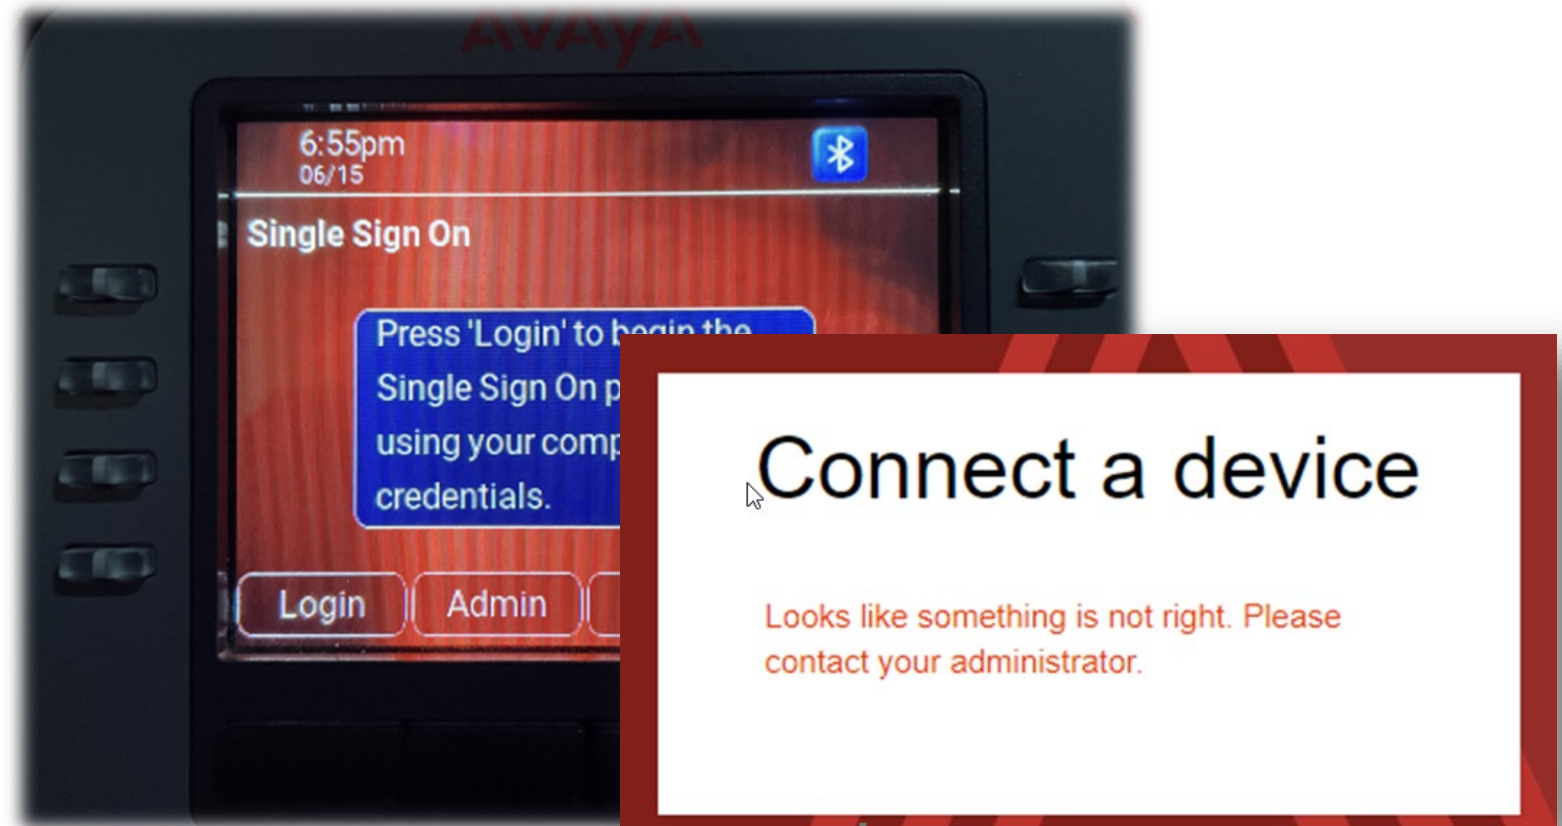 AVAYA
6:55pm
06/15
Single Sign On
Press 'Login' to begin the
Single Sign On
using your
credentials.
Login
Admin
Connect a device
Looks like something is not right. Please
contact your administrator.